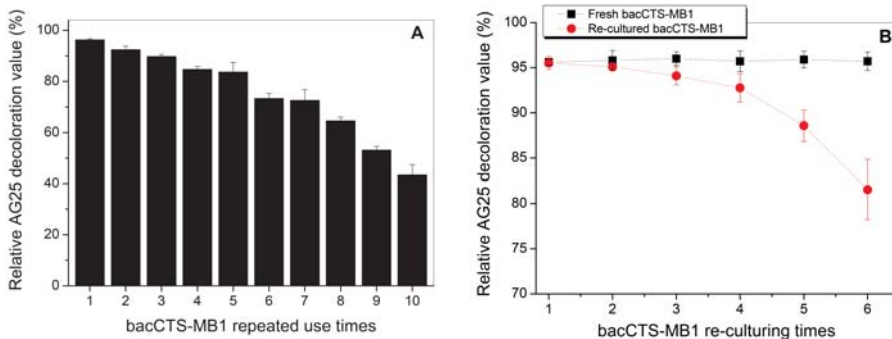 A
Relative AG25 decoloration value (%)
100
80
60
40
20
0
1 2 3 4 5 6 7 8 9 10
bacCTS-MB1 repeated use times
Fresh bacCTS-MB1
Re-cultured bacCTS-MB1
B
Relative AG25 decoloration value (%)
100
95
90
85
80
75
70
1 2 3 4 5 6
bacCTS-MB1 re-culturing times